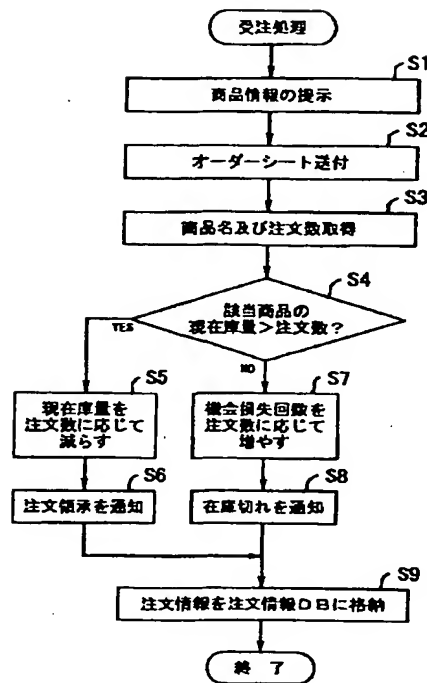 受注処理
S1
商品情報の提示
S2
オーダーシート送付
S3
商品名及び注文数取得
S4
該当商品の
現在庫量＞注文数？
YES
NO
S5
現在庫量を
注文数に応じて
減らす
S7
機会損失回数を
注文数に応じて
増やす
S6
注文領承を通知
S8
在庫切れを通知
S9
注文情報を注文情報DBに格納
終 了